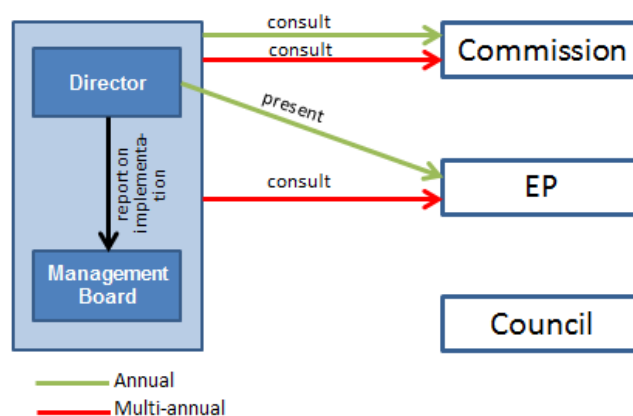 consult
consult
Commission
Director
present
report on
implementa-
tion
consult
EP
Management
Board
Council
Annual
Multi-annual